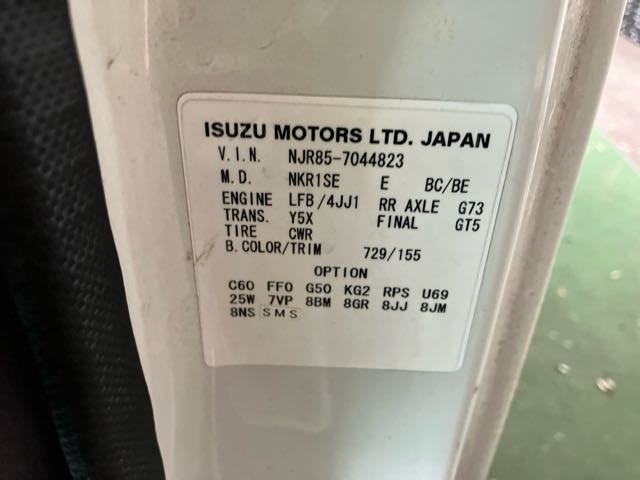 ISUZU MOTORS LTD. JAPAN
V.I.N. NJR85-7044823
M.D. NKR1SE E BC/BE
ENGINE LFB/4JJ1 RR AXLE G73
TRANS. Y5X FINAL GT5
TIRE CWR
B.COLOR/TRIM 729/155
OPTION
C60 FF0 G50 KG2 RPS U69
25W 7VP 8BM 8GR 8JJ 8JM
8NS SMS